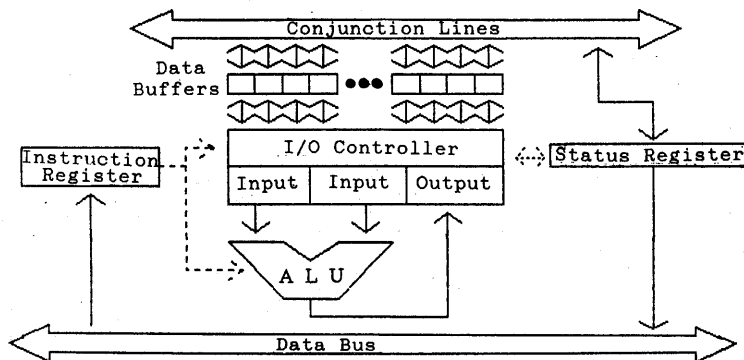 Conjunction Lines
Data
Buffers
I/O Controller
Instruction
Register
Status Register
Input
Input
Output
A L U
Data Bus